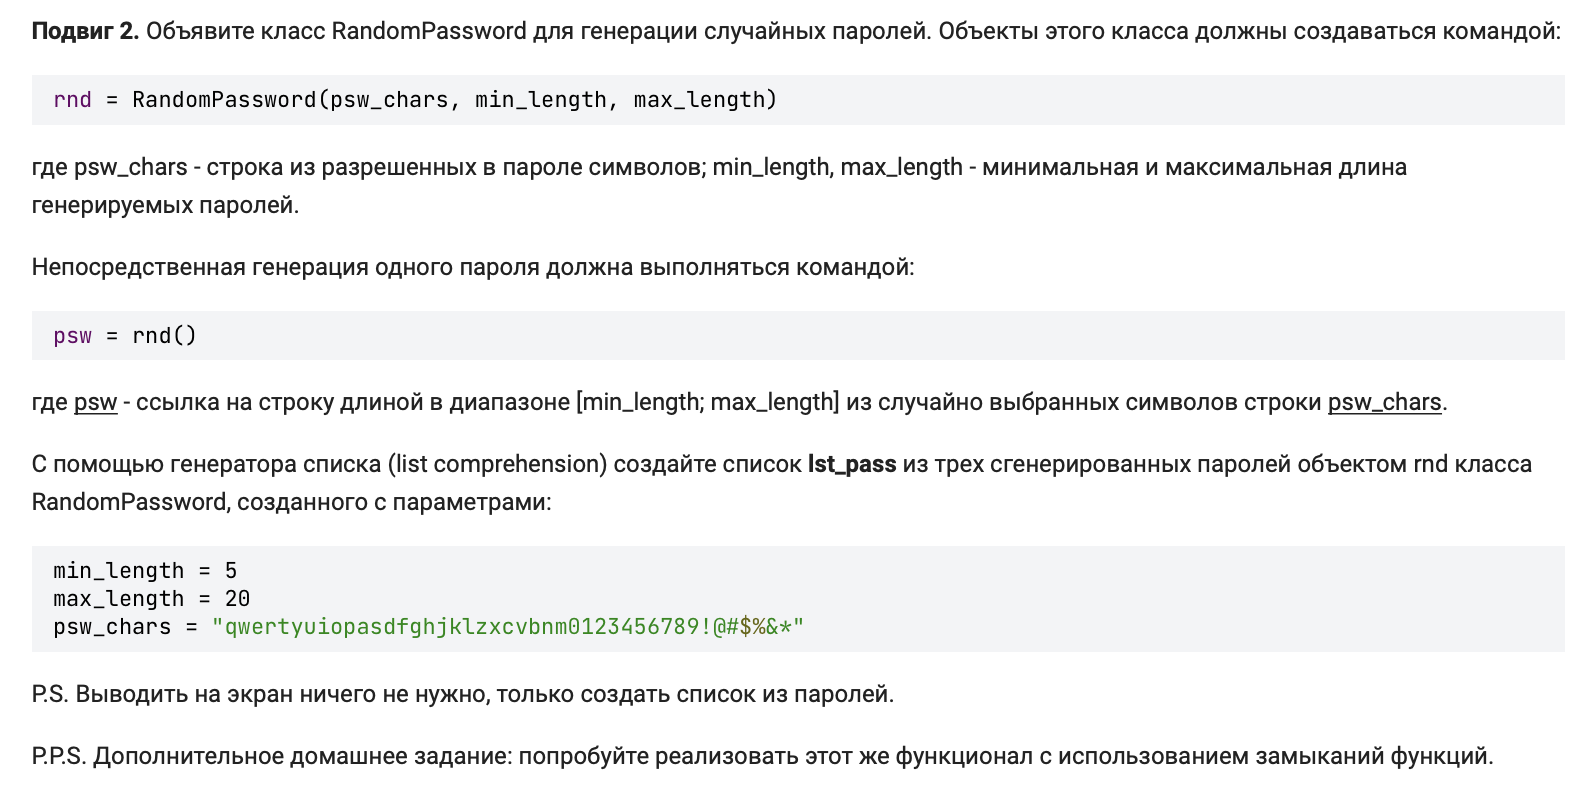 Подвиг 2. Объявите класс RandomPassword для генерации случайных паролей. Объекты этого класса должны создаваться командой:
rnd = RandomPassword(psw_chars, min_length, max_length)
где psw_chars - строка из разрешенных в пароле символов; min_length, max_length - минимальная и максимальная длина
генерируемых паролей.
Непосредственная генерация одного пароля должна выполняться командой:
psw = rnd()
где psw - ссылка на строку длиной в диапазоне [min_length; max_length] из случайно выбранных символов строки psw_chars.
С помощью генератора списка (list comprehension) создайте список lst_pass из трех сгенерированных паролей объектом rnd класса
RandomPassword, созданного с параметрами:
min_length = 5
max_length = 20
psw_chars = "qwertyuiopasdfghjklzxcvbnm0123456789!@#$%&*"
P.S. Выводить на экран ничего не нужно, только создать список из паролей.
P.P.S. Дополнительное домашнее задание: попробуйте реализовать этот же функционал с использованием замыканий функций.